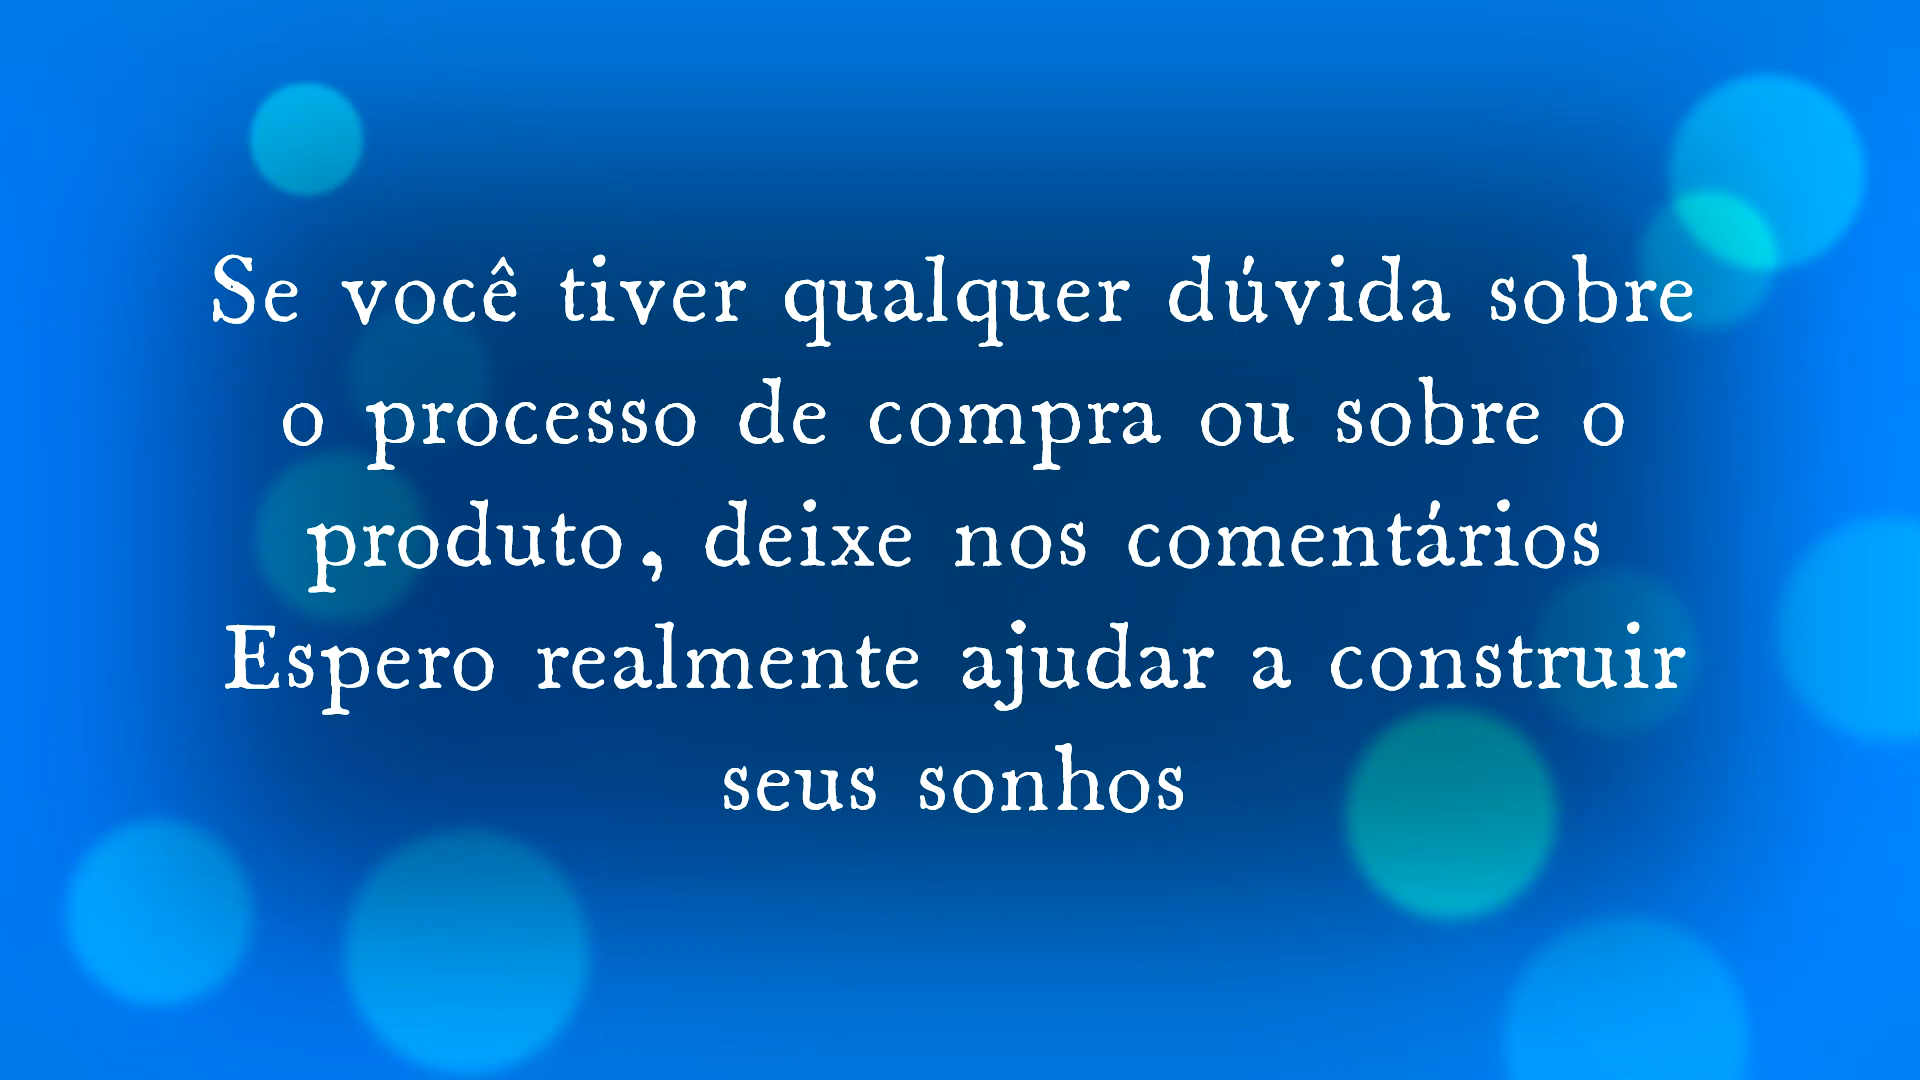 Se você tiver qualquer dúvida sobre
o processo de compra ou sobre o
produto, deixe nos comentários
Espero realmente ajudar a construir
seus sonhos